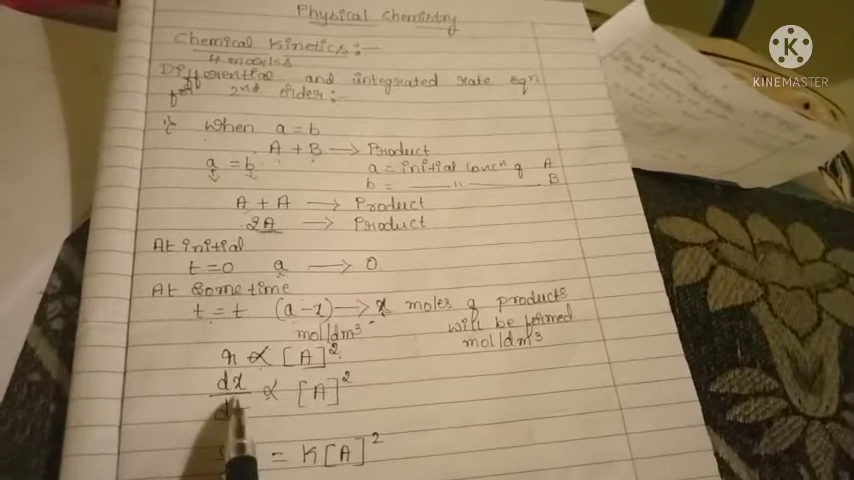 Physical Chemistry
Chemical Kinetics :-
4 marks
Differential and integrated rate eqn
for 2nd order :-
i) When a = b
A + B → Product
a = b a = initial concn of A
b = ——— " ——— B
A + A → Product
2A → Product
At initial
t = 0 a → 0
At some time
t = t (a - x) → x moles of products
mol/dm³ will be formed
mol/dm³
r ∝ [A]²
dx ∝ [A]²
= K[A]²
K
KINEMASTER